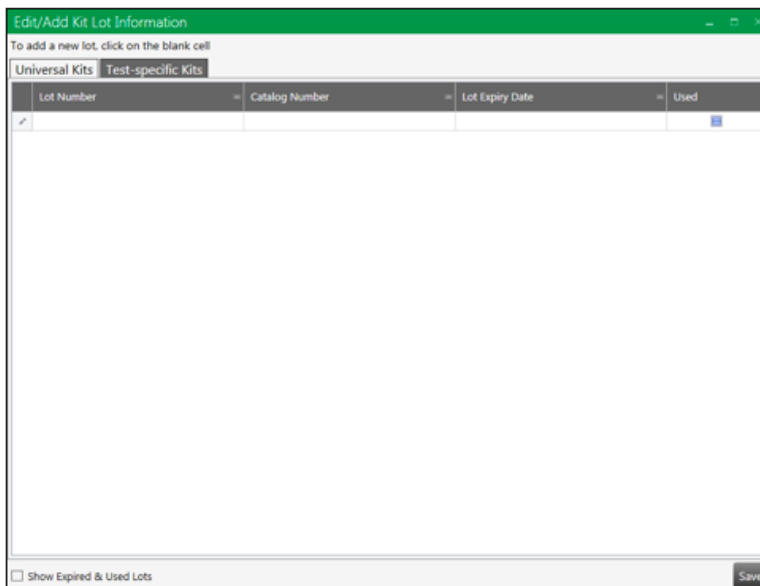 Edit/Add Kit Lot Information
To add a new lot, click on the blank cell
Universal Kits Test-specific Kits
Lot Number Catalog Number Lot Expiry Date Used
Show Expired & Used Lots Save